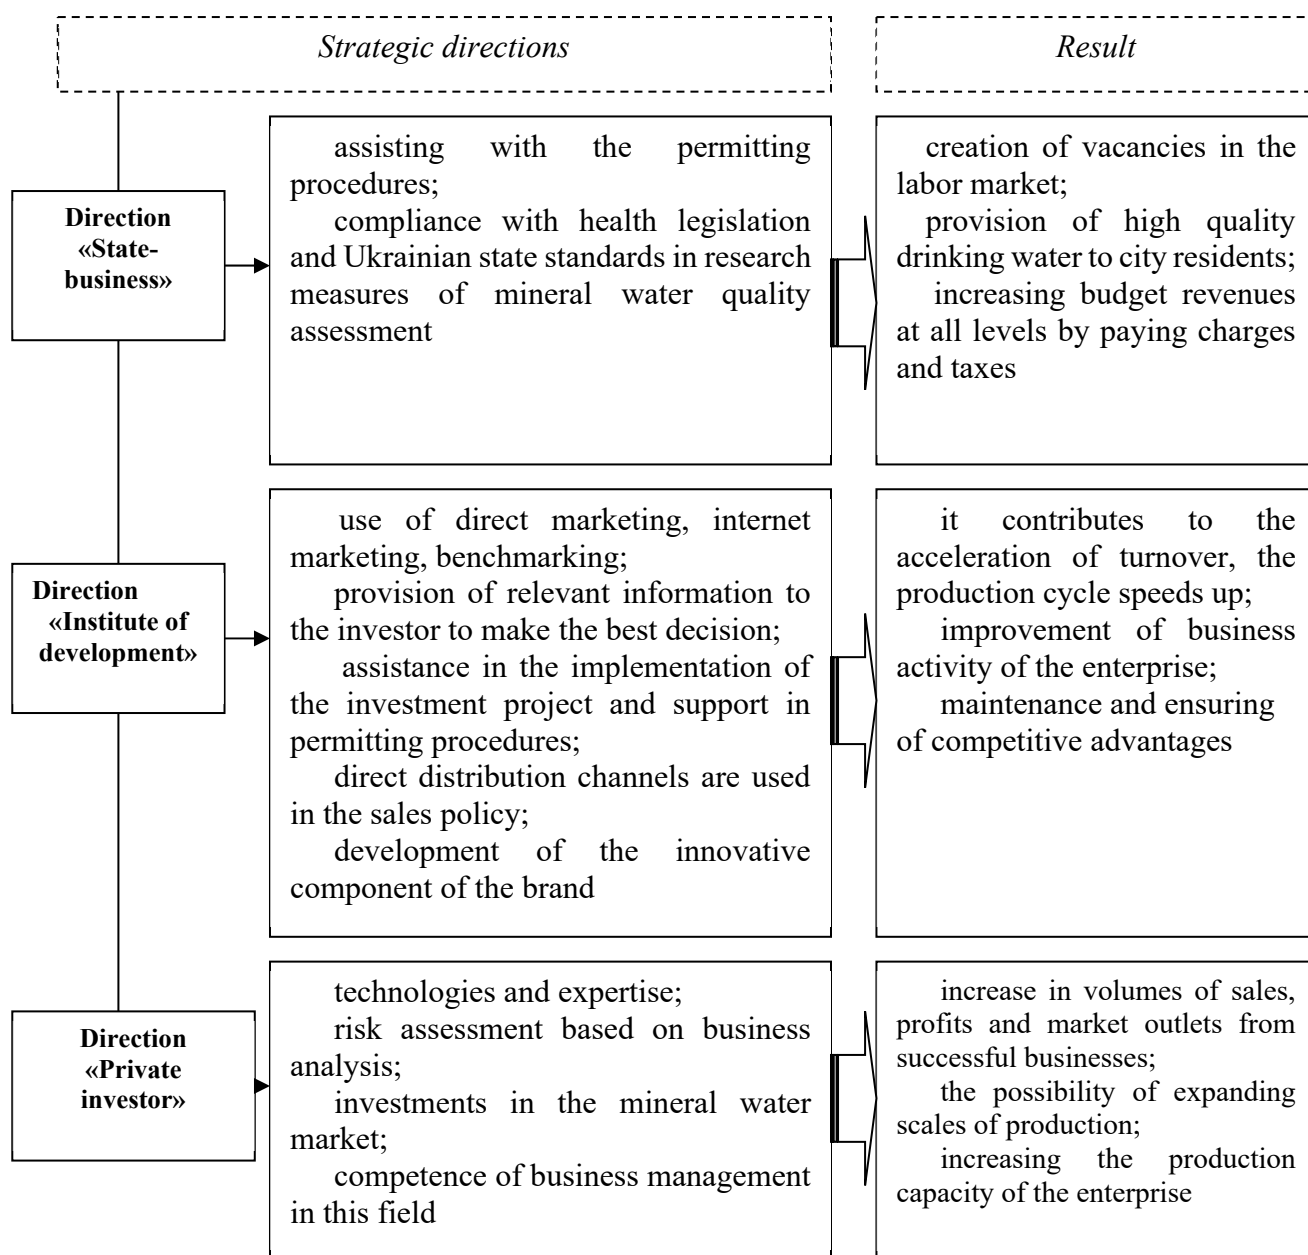 Strategic directions
Result
Direction
«State-
business»
assisting with the permitting
procedures;
compliance with health legislation
and Ukrainian state standards in research
measures of mineral water quality
assessment
creation of vacancies in the
labor market;
provision of high quality
drinking water to city residents;
increasing budget revenues
at all levels by paying charges
and taxes
Direction
«Institute of
development»
use of direct marketing, internet
marketing, benchmarking;
provision of relevant information to
the investor to make the best decision;
assistance in the implementation of
the investment project and support in
permitting procedures;
direct distribution channels are used
in the sales policy;
development of the innovative
component of the brand
it contributes to the
acceleration of turnover, the
production cycle speeds up;
improvement of business
activity of the enterprise;
maintenance and ensuring
of competitive advantages
Direction
«Private
investor»
technologies and expertise;
risk assessment based on business
analysis;
investments in the mineral water
market;
competence of business management
in this field
increase in volumes of sales,
profits and market outlets from
successful businesses;
the possibility of expanding
scales of production;
increasing the production
capacity of the enterprise